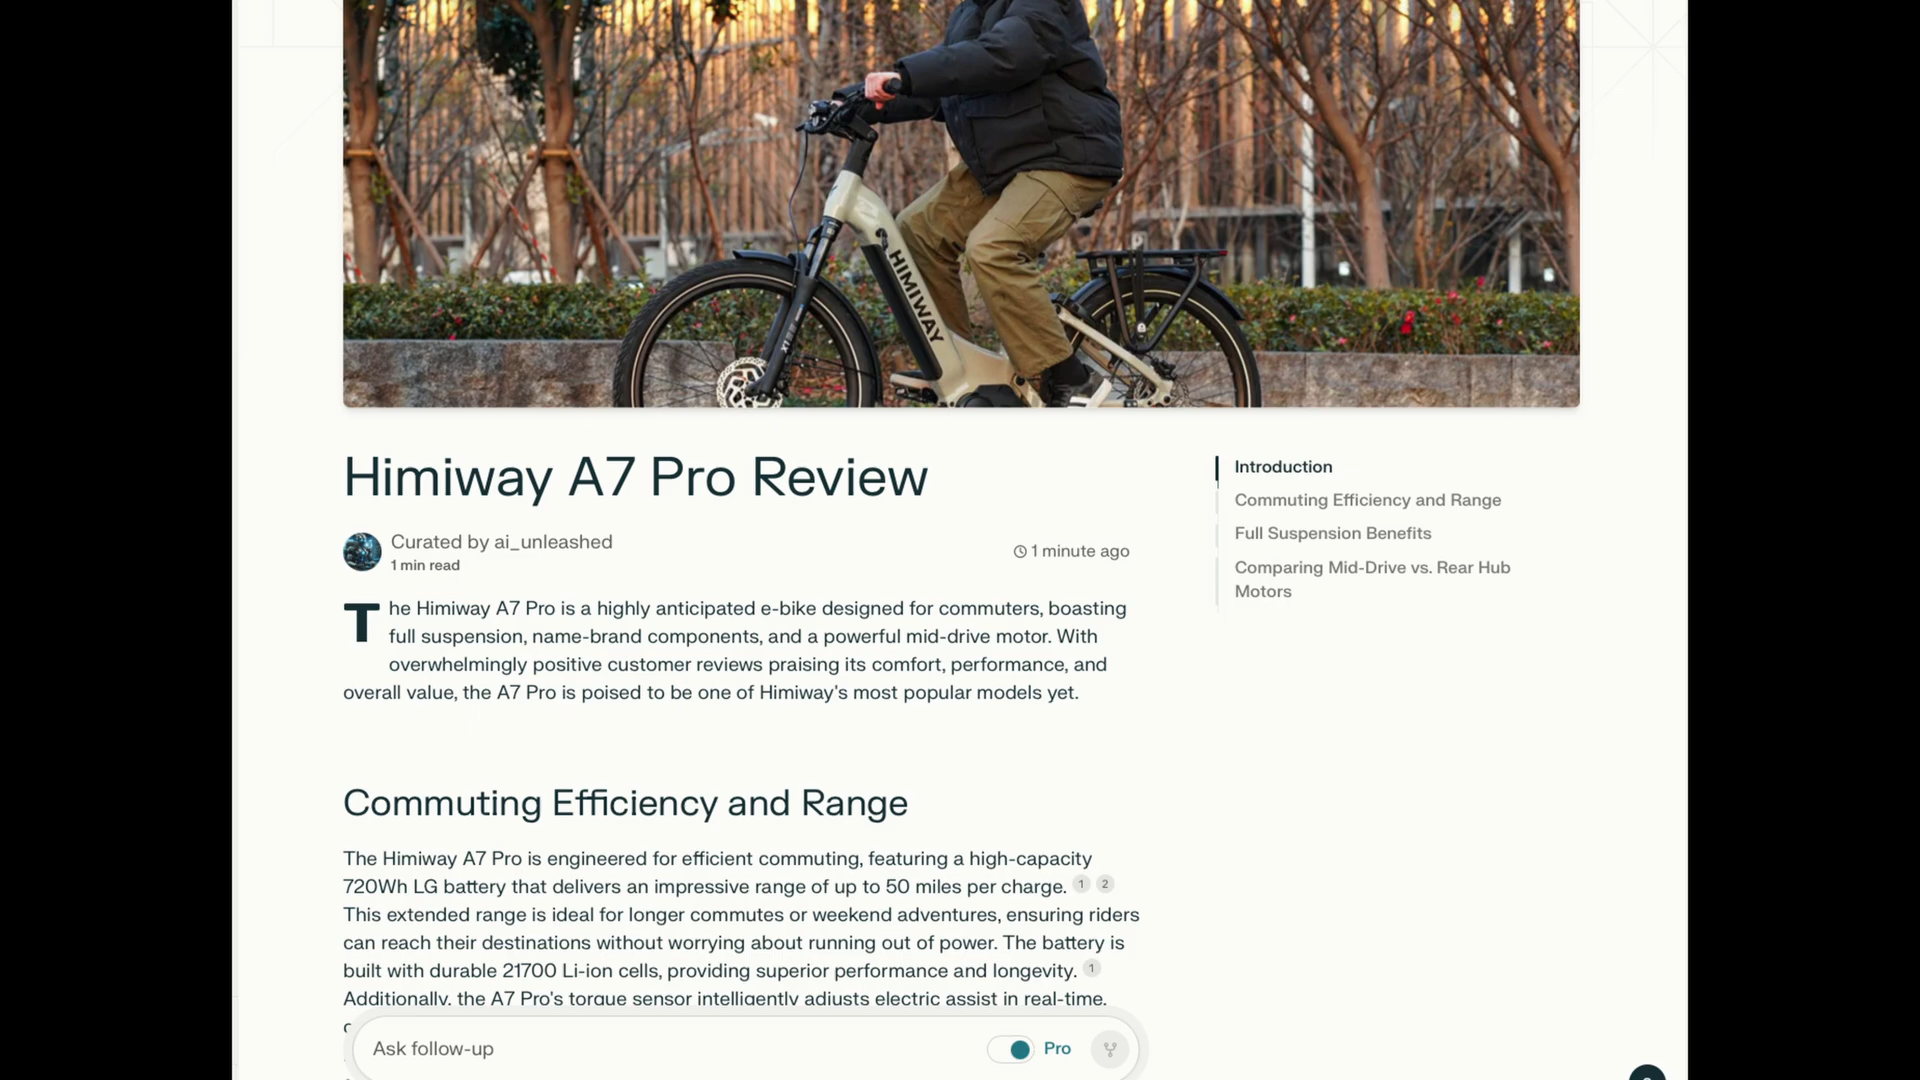 HIMIWAY
Himiway A7 Pro Review
Curated by ai_unleashed
1 min read
1 minute ago
The Himiway A7 Pro is a highly anticipated e-bike designed for commuters, boasting
full suspension, name-brand components, and a powerful mid-drive motor. With
overwhelmingly positive customer reviews praising its comfort, performance, and
overall value, the A7 Pro is poised to be one of Himiway's most popular models yet.
Introduction
Commuting Efficiency and Range
Full Suspension Benefits
Comparing Mid-Drive vs. Rear Hub
Motors
Commuting Efficiency and Range
The Himiway A7 Pro is engineered for efficient commuting, featuring a high-capacity
720Wh LG battery that delivers an impressive range of up to 50 miles per charge. 1 2
This extended range is ideal for longer commutes or weekend adventures, ensuring riders
can reach their destinations without worrying about running out of power. The battery is
built with durable 21700 Li-ion cells, providing superior performance and longevity. 1
Additionally, the A7 Pro's torque sensor intelligently adjusts electric assist in real-time,
Ask follow-up
Pro